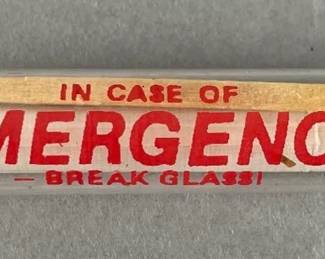 IN CASE OF
MERGENC
— BREAK GLASS!